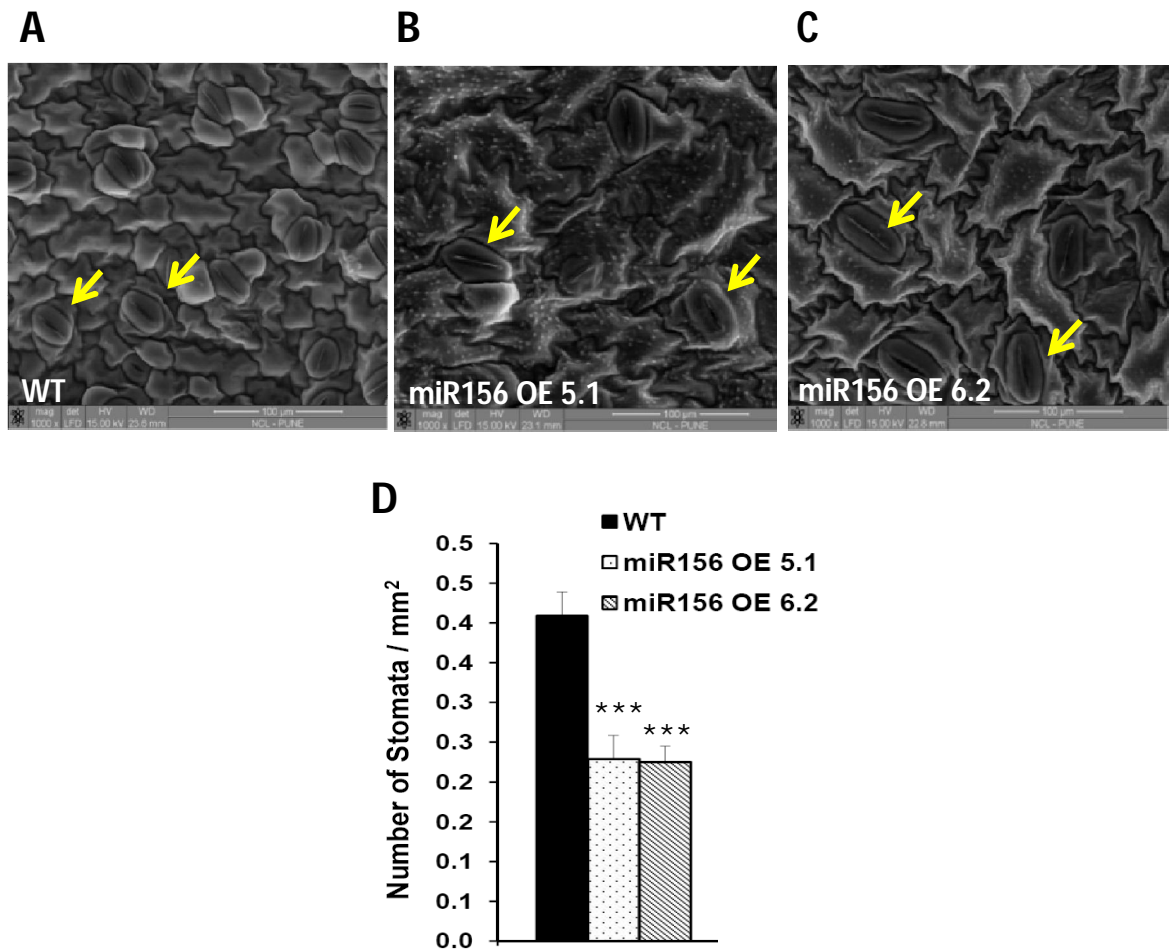 A
B
C
WT
mag det HV WD 100 µm
1000 x LFD 15.00 kV 23.6 mm NCL - PUNE
miR156 OE 5.1
mag det HV WD 100 µm
1000 x LFD 15.00 kV 23.1 mm NCL - PUNE
miR156 OE 6.2
mag det HV WD 100 µm
1000 x LFD 15.00 kV 22.8 mm NCL - PUNE
D
WT
miR156 OE 5.1
miR156 OE 6.2
Number of Stomata / mm²
0.5
0.5
0.4
0.4
0.3
0.3
0.2
0.2
0.1
0.1
0.0
***
***